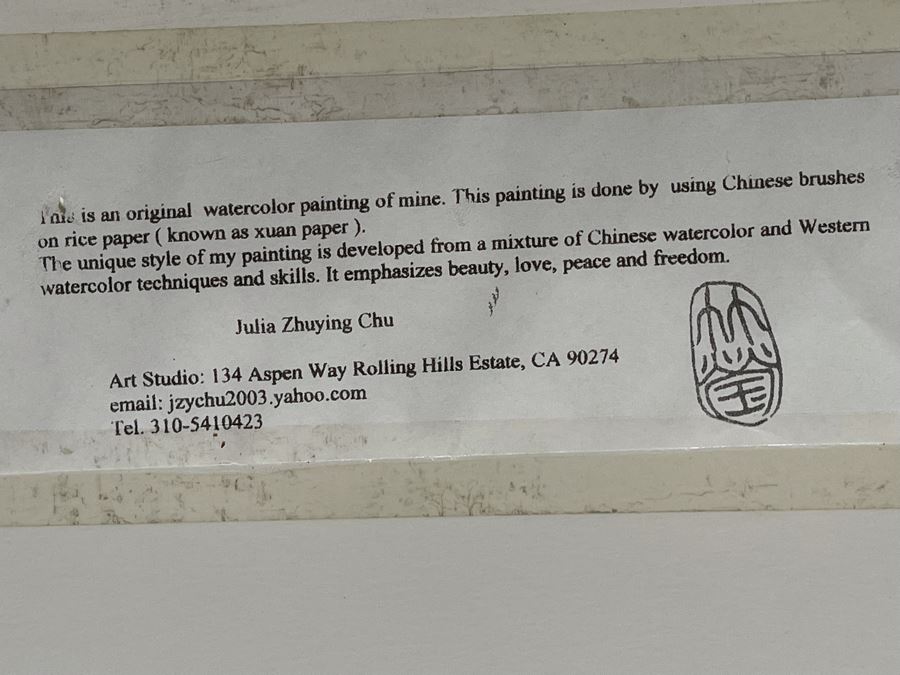 This is an original watercolor painting of mine. This painting is done by using Chinese brushes
on rice paper ( known as xuan paper ).
The unique style of my painting is developed from a mixture of Chinese watercolor and Western
watercolor techniques and skills. It emphasizes beauty, love, peace and freedom.
Julia Zhuying Chu
Art Studio: 134 Aspen Way Rolling Hills Estate, CA 90274
email: jzychu2003.yahoo.com
Tel. 310-5410423